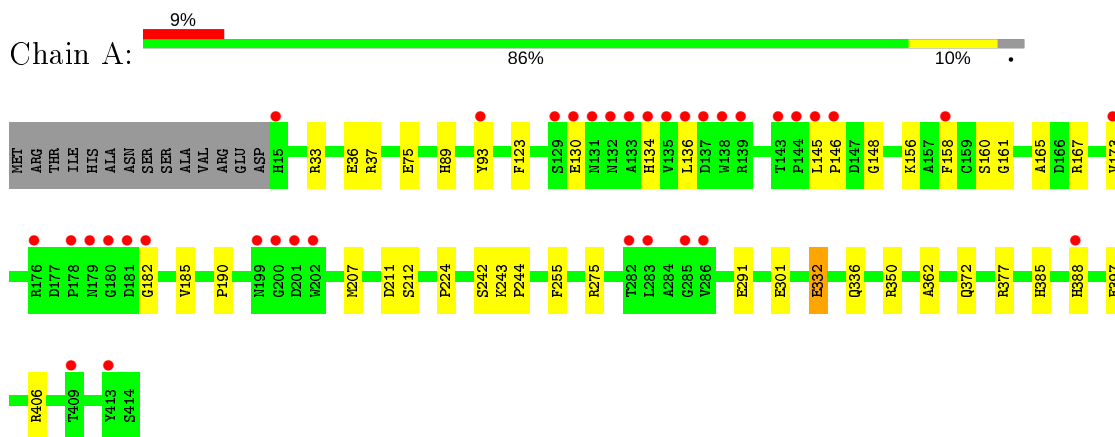 9%
Chain A:
86% 10% •
MET ARG THR ILE HIS ALA ASN SER SER ALA VAL ARG GLU ASP H15 R33 E36 R37 E75 H89 Y93 F123 S129 E130 N131 N132 A133 H134 V135 L136 D137 W138 R139 T143 P144 L145 P146 D147 G148 K156 A157 F158 C159 S160 G161 A165 D166 R167 V173
R176 D177 P178 N179 G180 D181 G182 V185 P190 N199 G200 D201 W202 M207 D211 S212 P224 S242 K243 P244 F255 R275 T282 L283 A284 G285 V286 E291 E301 E332 Q336 R350 A362 Q372 R377 H385 H388 E397
R406 T409 Y413 S414